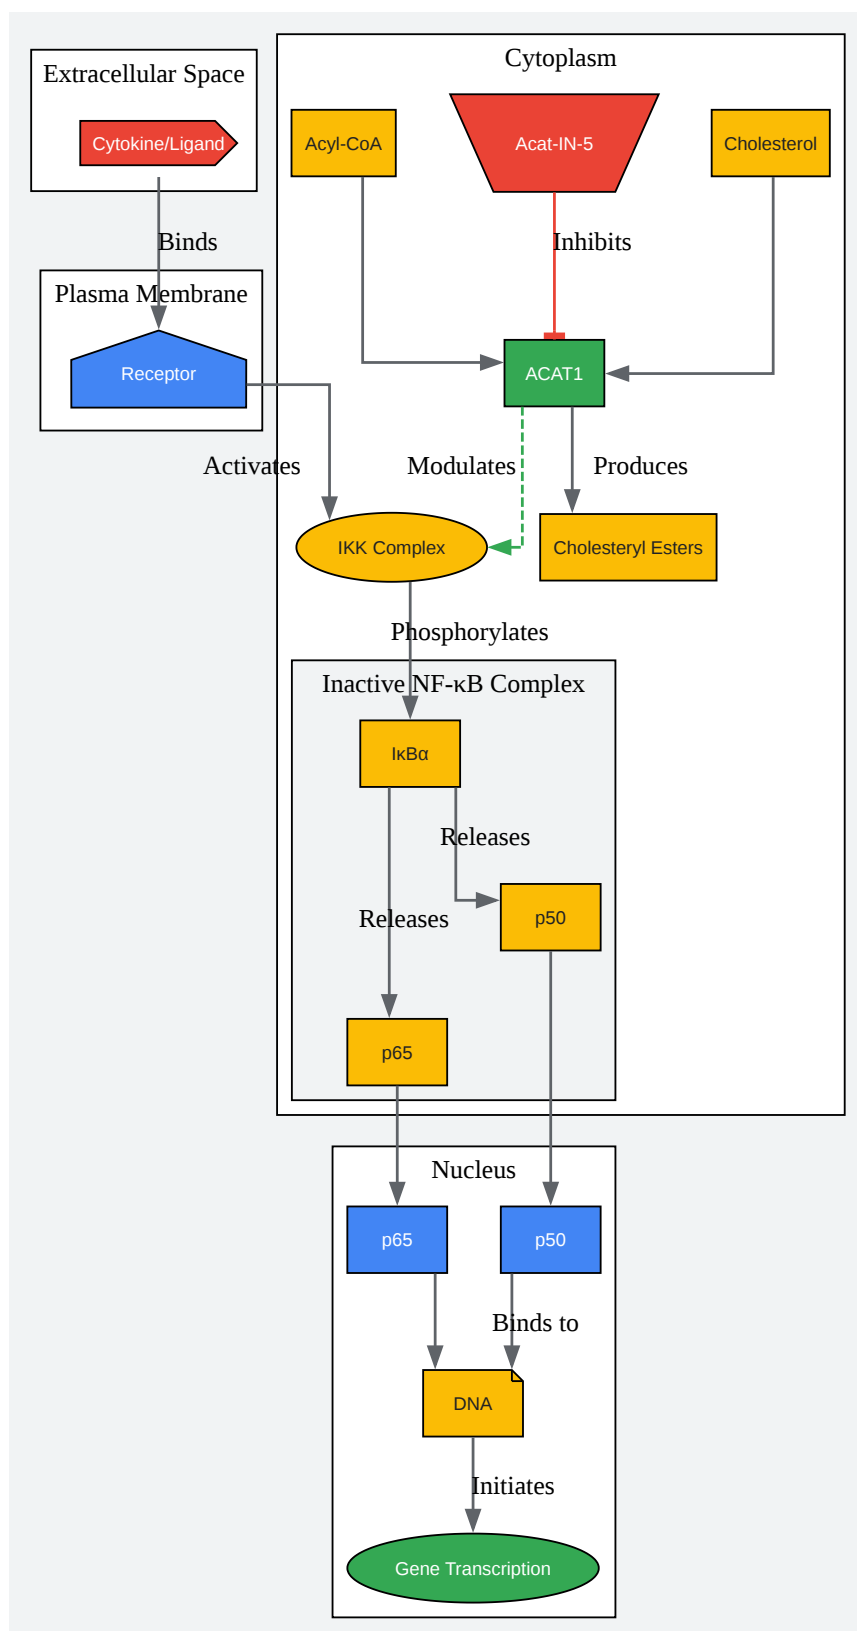 Cytoplasm
Extracellular Space
Acyl-CoA
Acat-IN-5
Cholesterol
Cytokine/Ligand
Binds
Inhibits
Plasma Membrane
Receptor
ACAT1
Activates
Modulates
Produces
IKK Complex
Cholesteryl Esters
Phosphorylates
Inactive NF-κB Complex
IκBα
Releases
Releases
p50
p65
Nucleus
p65
p50
Binds to
DNA
Initiates
Gene Transcription